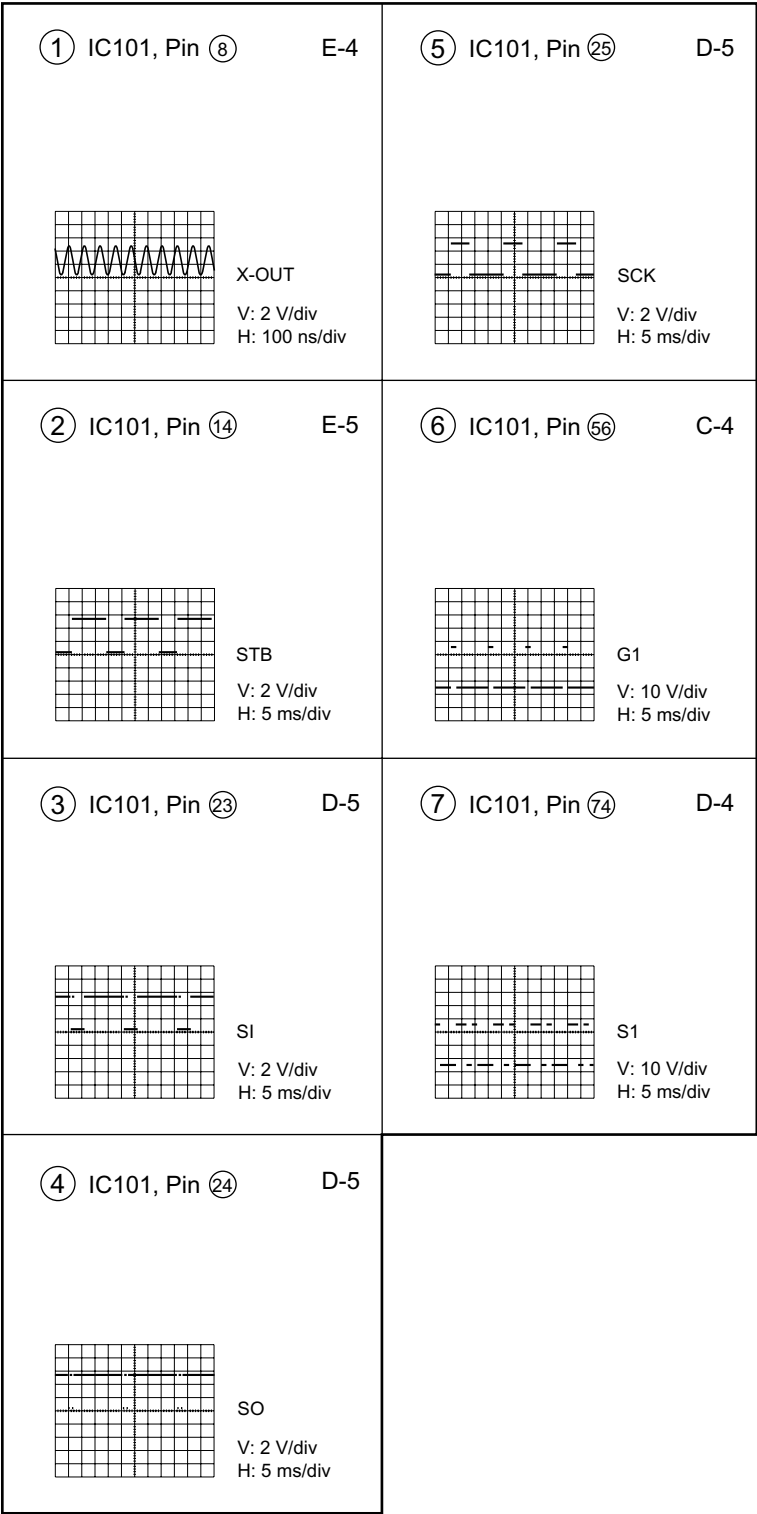 ① IC101, Pin ⑧ E-4
X-OUT
V: 2 V/div
H: 100 ns/div
② IC101, Pin ⑭ E-5
STB
V: 2 V/div
H: 5 ms/div
③ IC101, Pin ㉓ D-5
SI
V: 2 V/div
H: 5 ms/div
④ IC101, Pin ㉔ D-5
SO
V: 2 V/div
H: 5 ms/div
⑤ IC101, Pin ㉕ D-5
SCK
V: 2 V/div
H: 5 ms/div
⑥ IC101, Pin 56 C-4
G1
V: 10 V/div
H: 5 ms/div
⑦ IC101, Pin 74 D-4
S1
V: 10 V/div
H: 5 ms/div